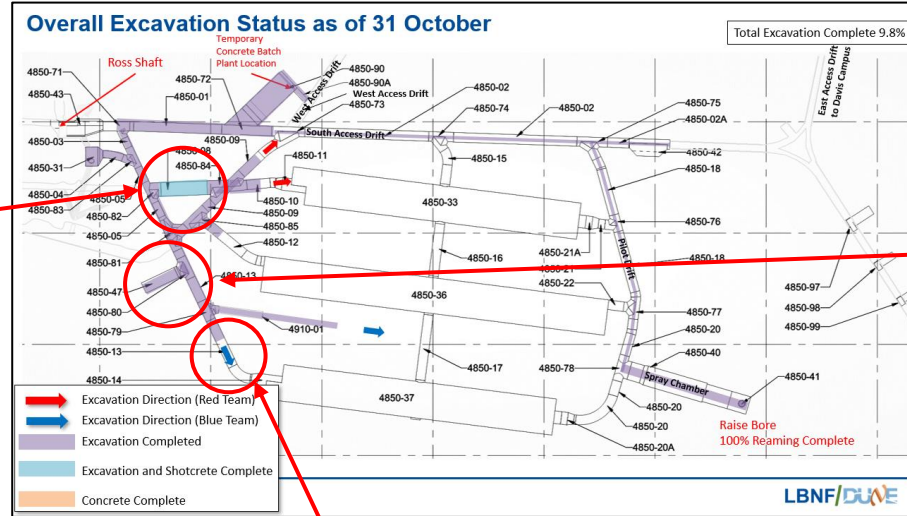 Overall Excavation Status as of 31 October
Total Excavation Complete 9.8%
Temporary
Concrete Batch
Plant Location
Ross Shaft
4850-71
4850-43
4850-72
4850-01
4850-90
4850-90A
West Access Drift
West Access Drift
4850-73
4850-02
4850-74
4850-02
4850-75
4850-02A
East Access Drift
to Davis Campus
South Access Drift
4850-03
4850-09
4850-08
4850-84
4850-11
4850-15
4850-42
4850-31
4850-18
4850-04
4850-05
4850-83
4850-82
4850-10
4850-33
4850-09
4850-85
4850-76
4850-05
4850-12
4850-21A
4850-21
Pilot Drift
4850-16
4850-18
4850-81
4850-13
4850-22
4850-97
4850-47
4850-36
4850-98
4850-80
4850-77
4850-99
4850-79
4910-01
4850-20
4850-13
4850-40
4850-17
4850-78
4850-14
Spray Chamber
4850-41
4850-37
4850-20
4850-20
4850-20A
Raise Bore
100% Reaming Complete
Excavation Direction (Red Team)
Excavation Direction (Blue Team)
Excavation Completed
Excavation and Shotcrete Complete
Concrete Complete
LBNF/DUNE